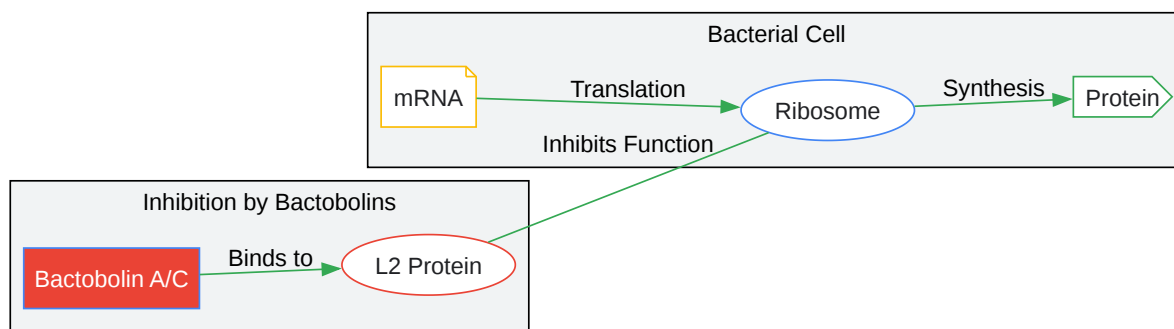 Bacterial Cell
mRNA
Translation
Ribosome
Synthesis
Protein
Inhibits Function
Inhibition by Bactobolins
Bactobolin A/C
Binds to
L2 Protein